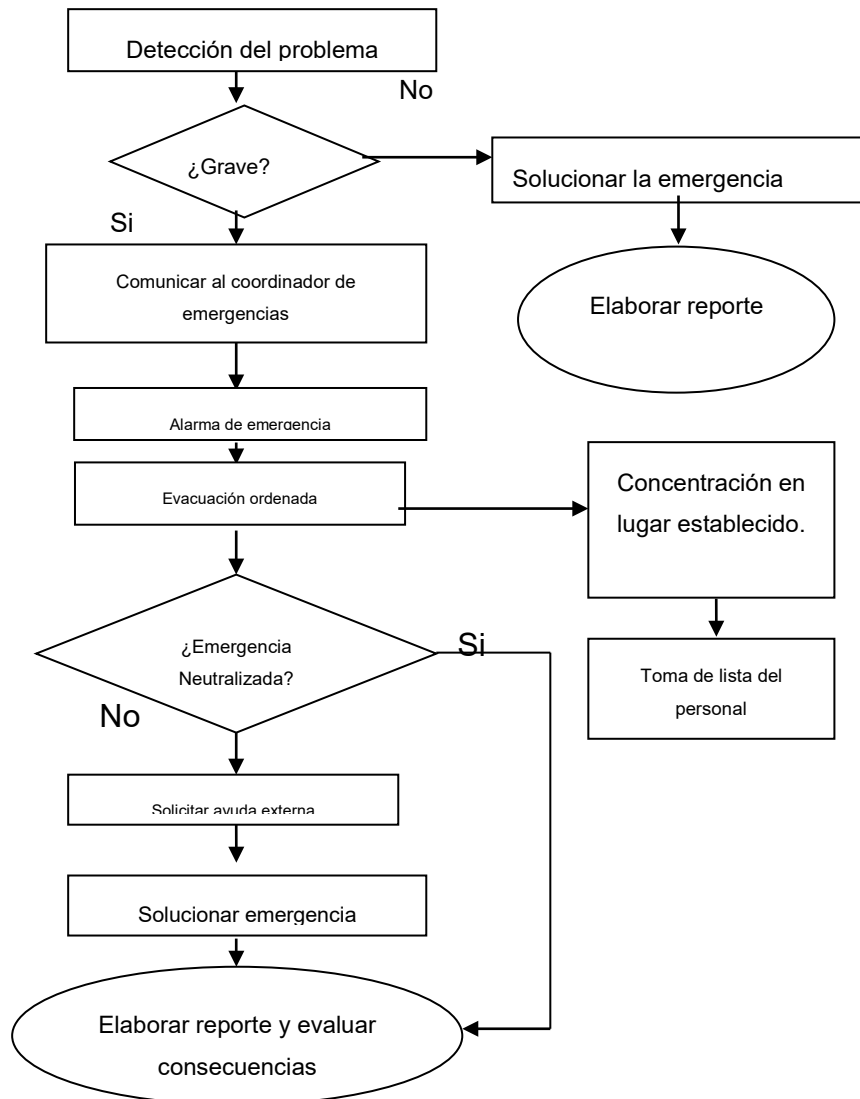 Detección del problema
No
¿Grave?
Solucionar la emergencia
Si
Comunicar al coordinador de
emergencias
Elaborar reporte
Alarma de emergencia
Evacuación ordenada
Concentración en
lugar establecido.
¿Emergencia
Neutralizada?
Si
No
Toma de lista del
personal
Solicitar ayuda externa
Solucionar emergencia
Elaborar reporte y evaluar
consecuencias